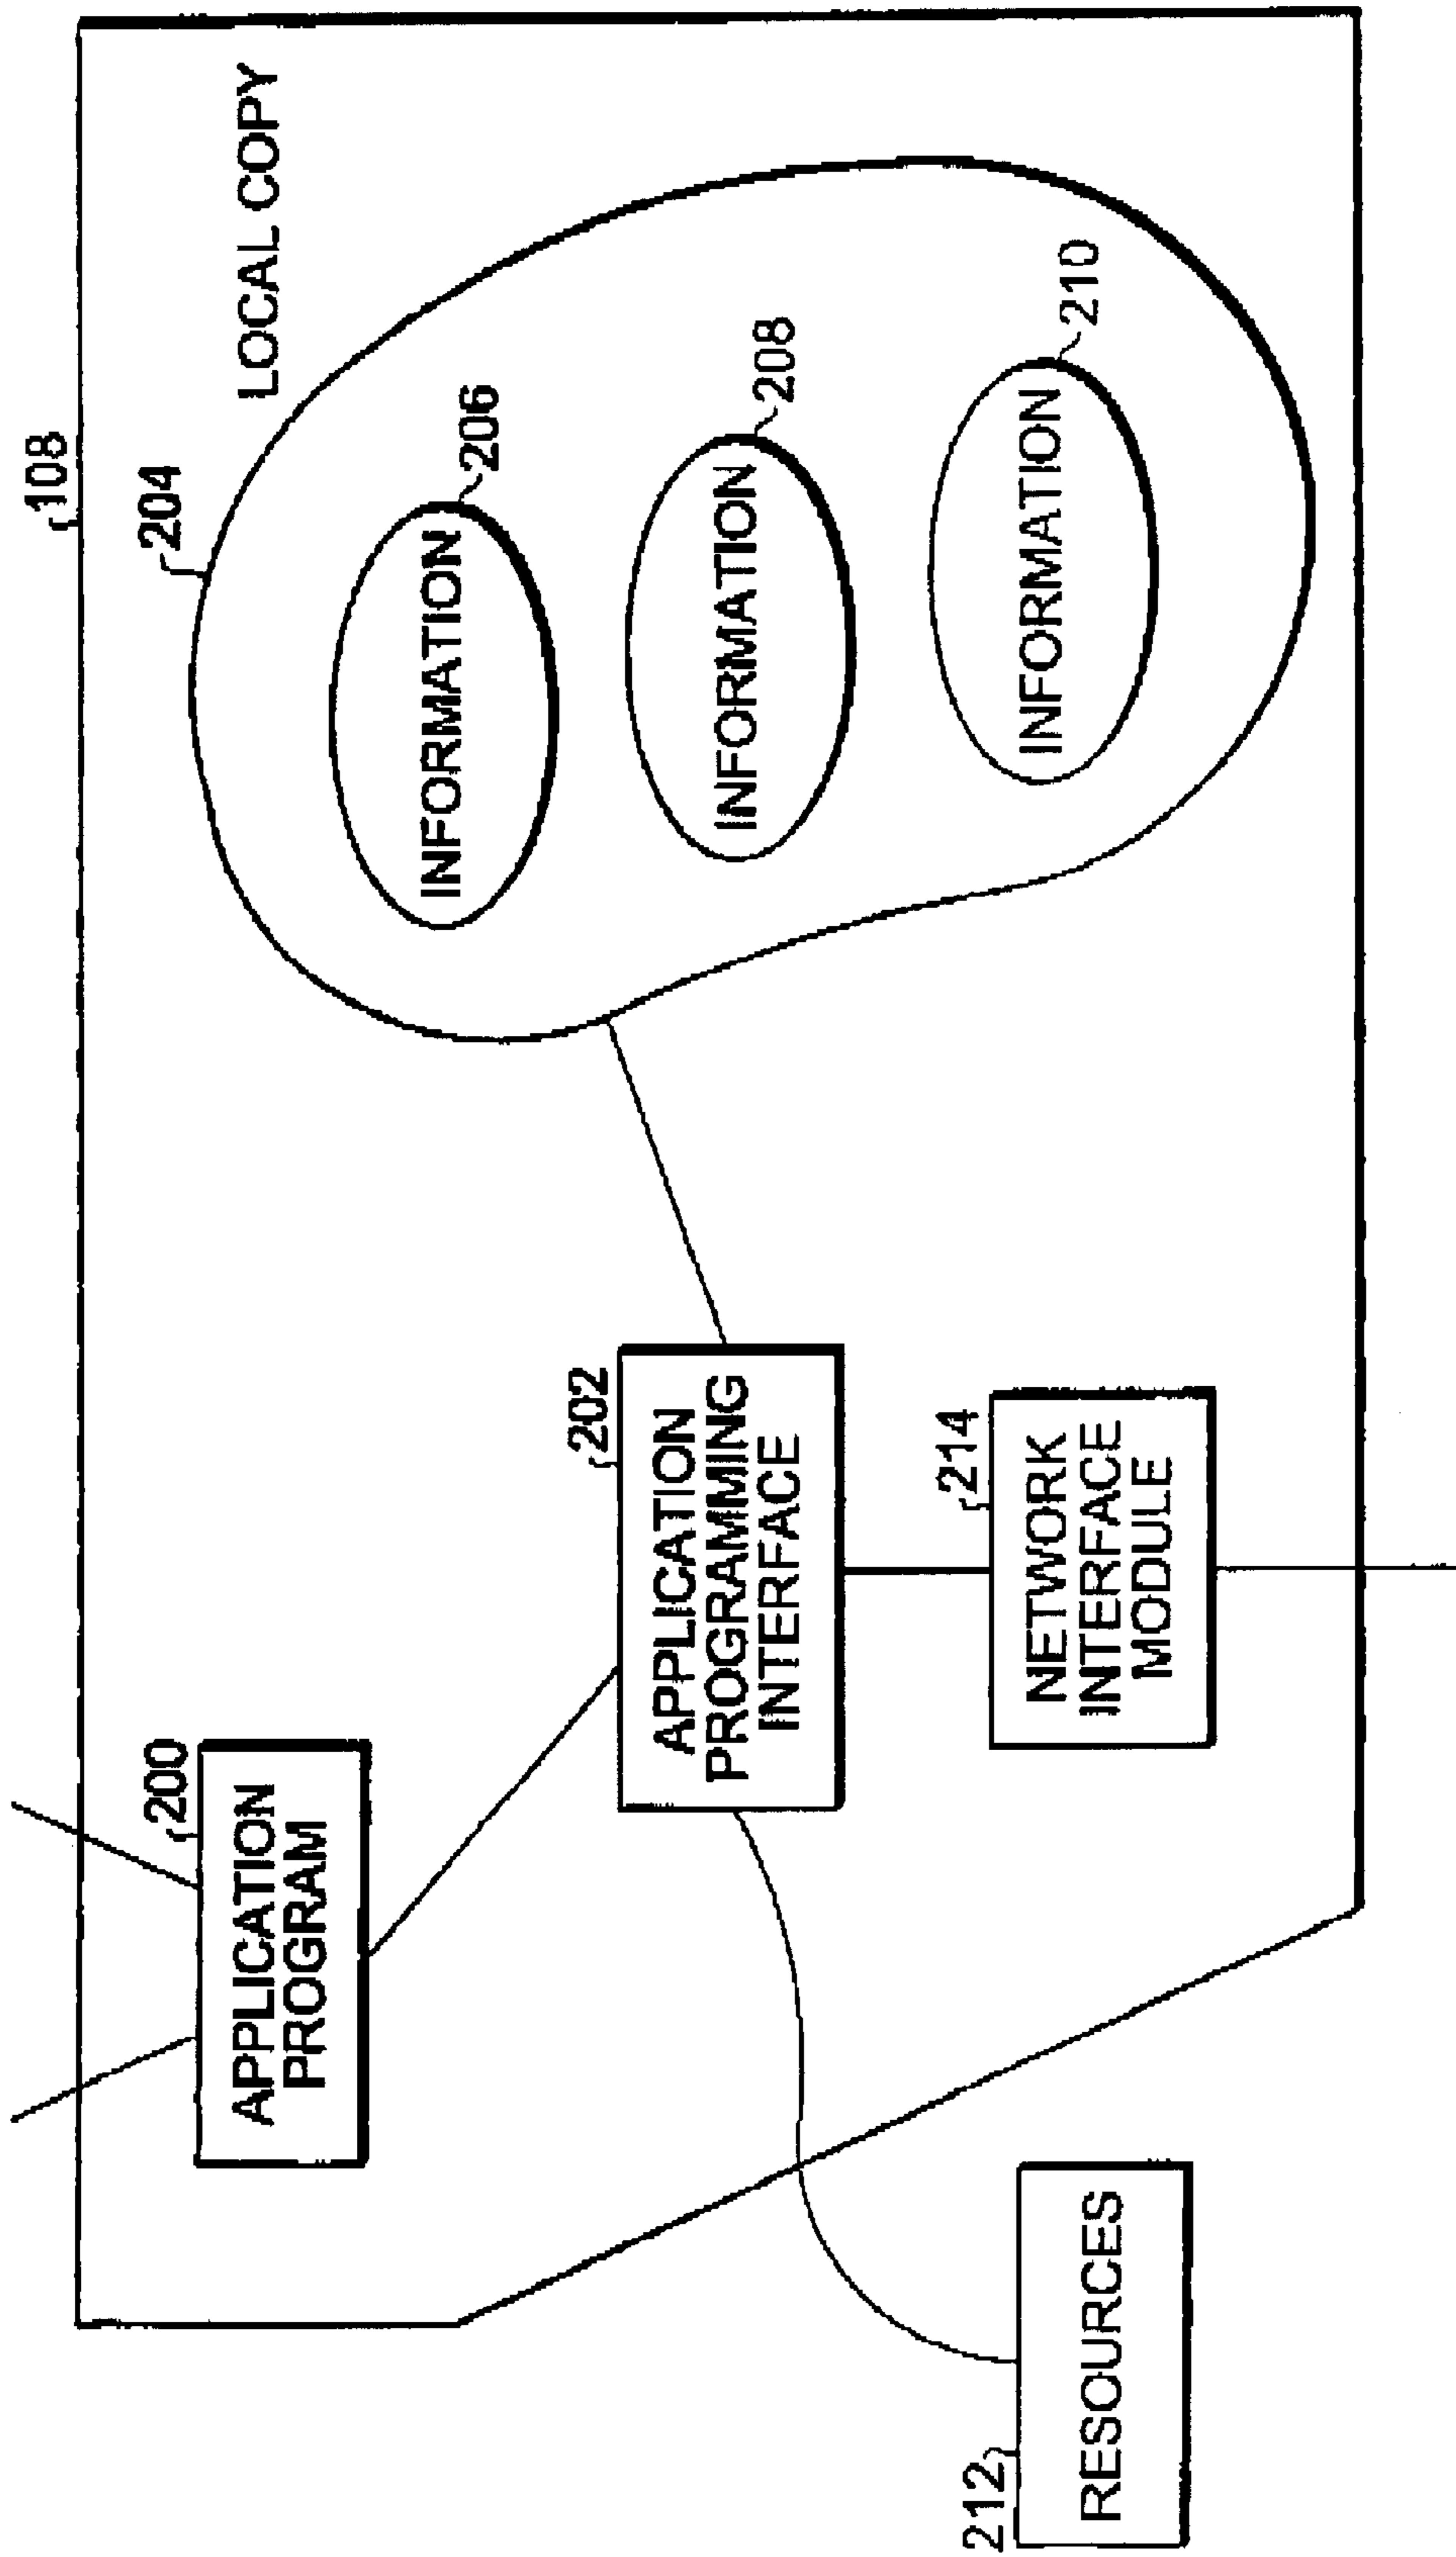 108
204
LOCAL COPY
INFORMATION
206
INFORMATION
208
INFORMATION
210
200
APPLICATION
PROGRAM
202
APPLICATION
PROGRAMMING
INTERFACE
214
NETWORK
INTERFACE
MODULE
212
RESOURCES